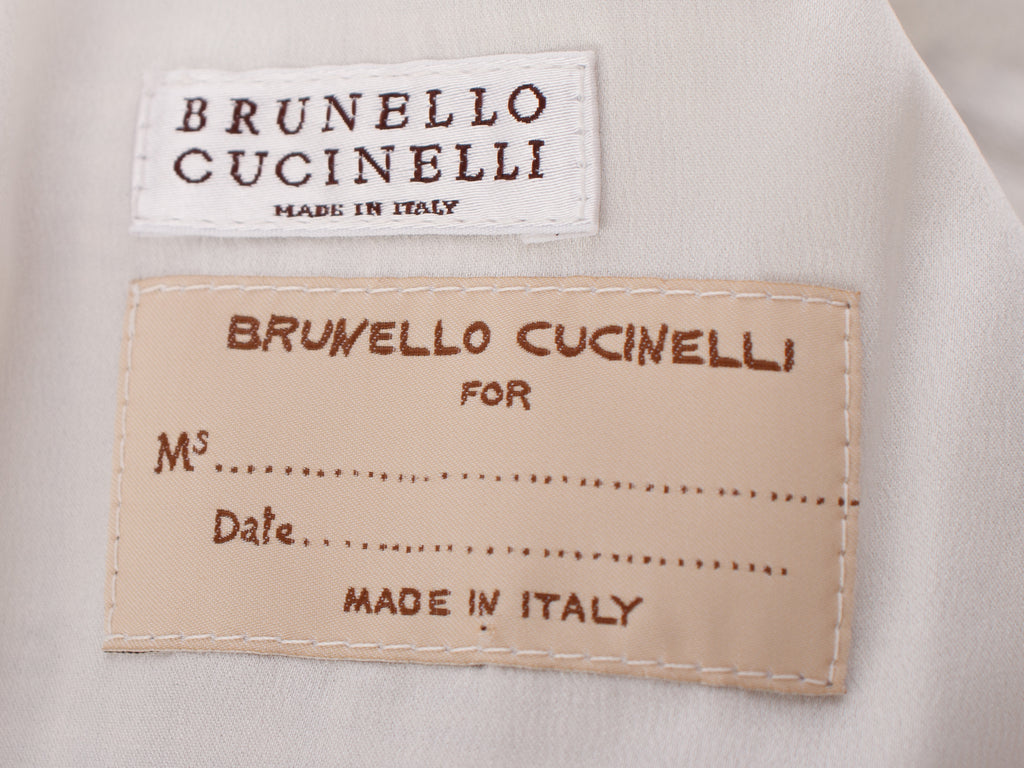 BRUNELLO
CUCINELLI
MADE IN ITALY
BRUNELLO CUCINELLI
FOR
Ms..........................................................
Date..........................................
MADE IN ITALY